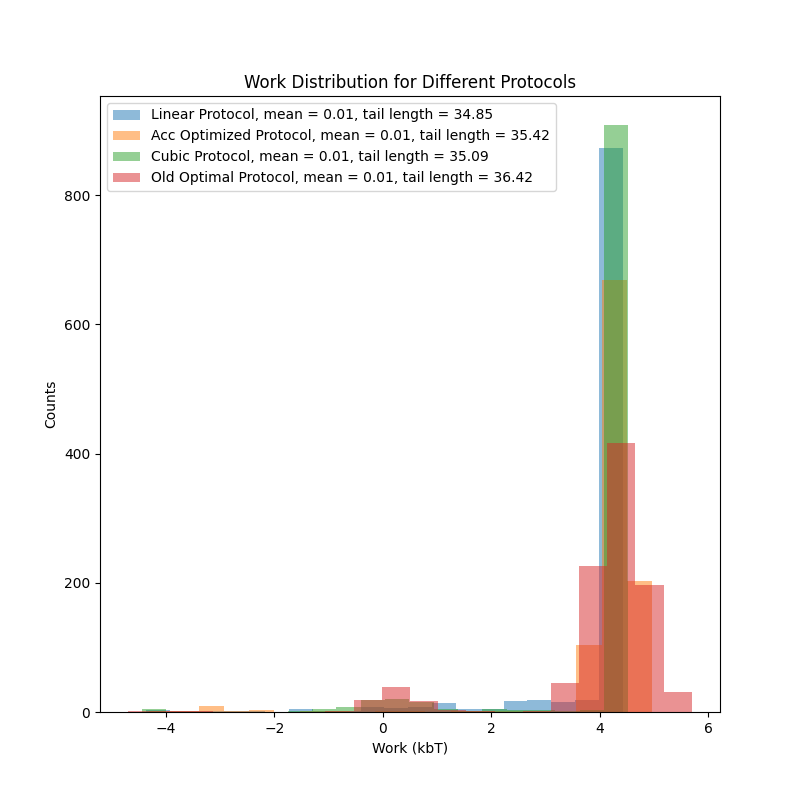 Work Distribution for Different Protocols
Linear Protocol, mean = 0.01, tail length = 34.85
Acc Optimized Protocol, mean = 0.01, tail length = 35.42
Cubic Protocol, mean = 0.01, tail length = 35.09
Old Optimal Protocol, mean = 0.01, tail length = 36.42
800
600
400
200
0
Counts
−4
−2
0
2
4
6
Work (kbT)